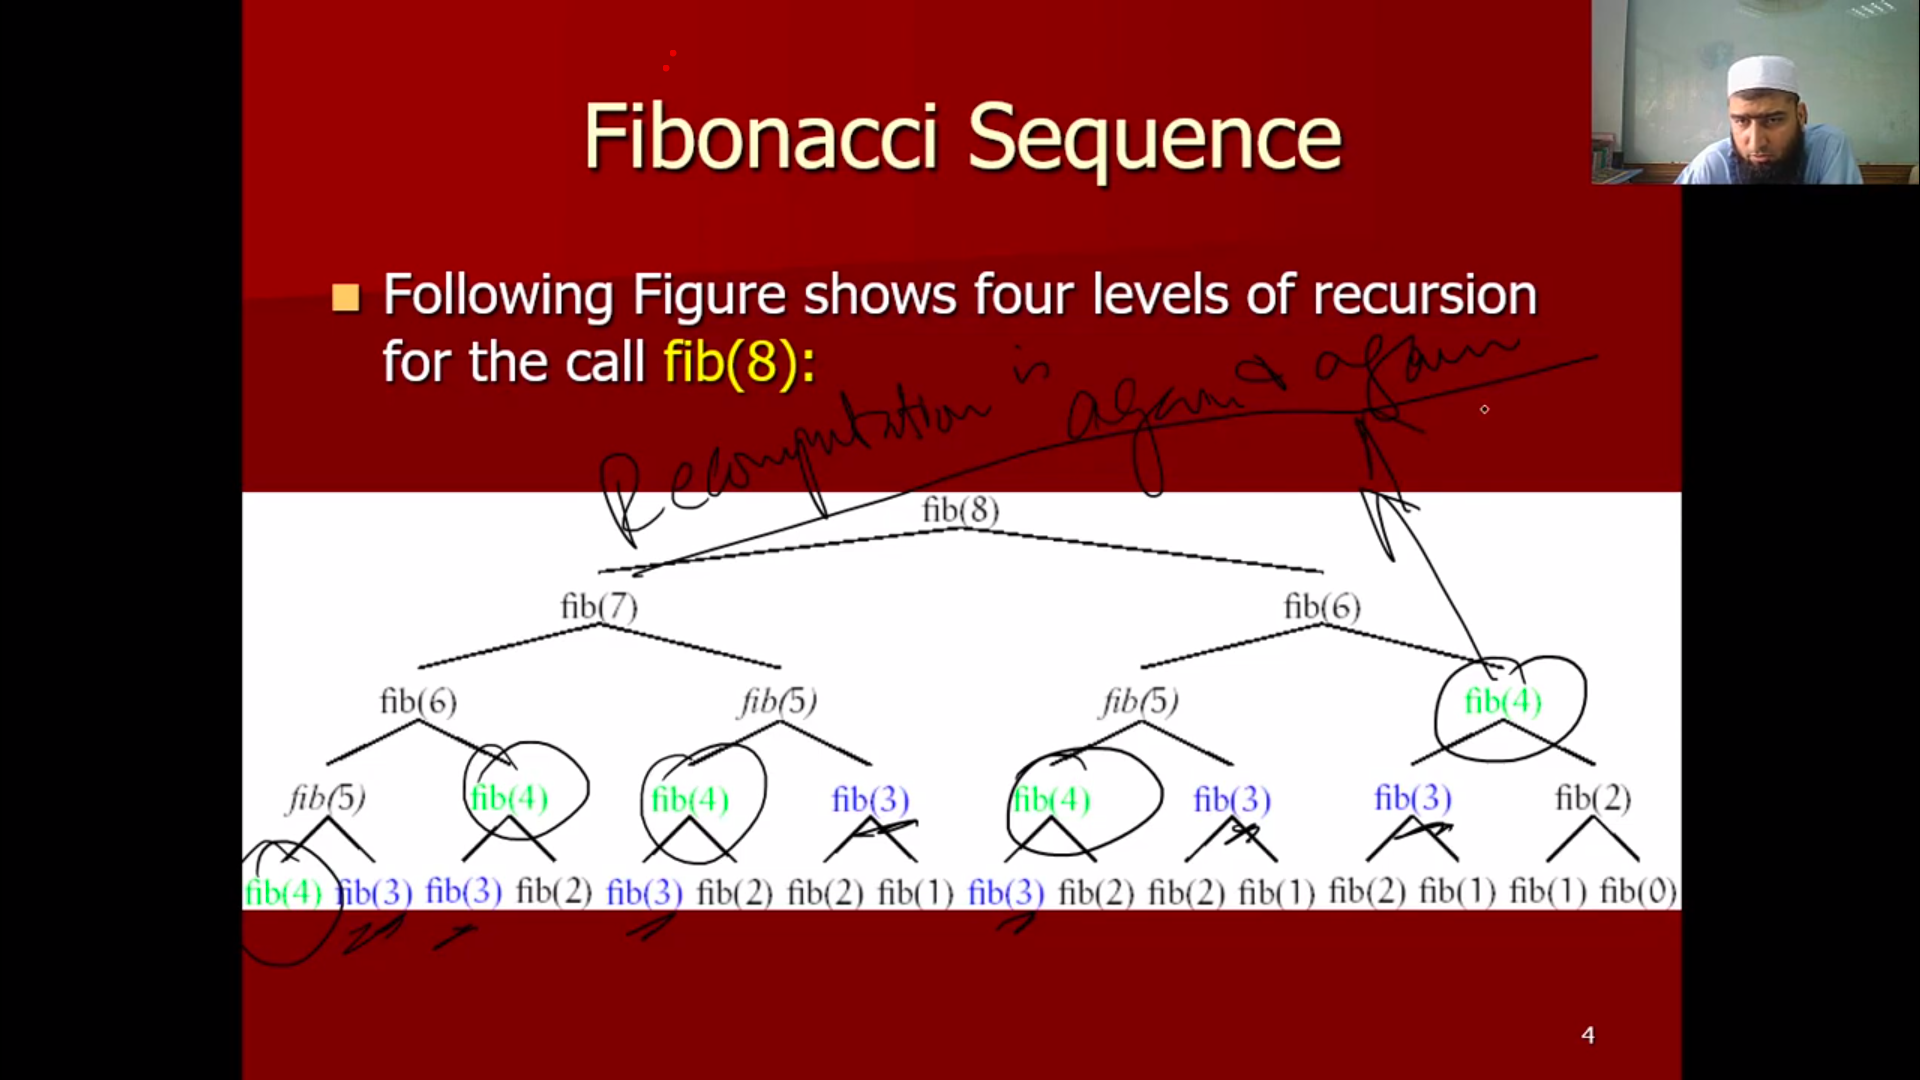 Fibonacci Sequence
Following Figure shows four levels of recursion
for the call fib(8):
Recomputation is again & again
fib(8)
fib(7) fib(6)
fib(6) fib(5) fib(5) fib(4)
fib(5) fib(4) fib(4) fib(3) fib(4) fib(3) fib(3) fib(2)
fib(4) fib(3) fib(3) fib(2) fib(3) fib(2) fib(2) fib(1) fib(3) fib(2) fib(2) fib(1) fib(2) fib(1) fib(1) fib(0)
4